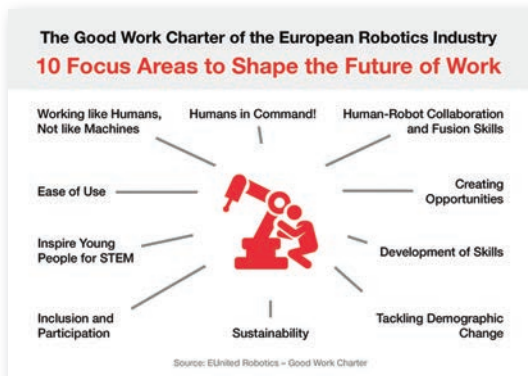 The Good Work Charter of the European Robotics Industry
10 Focus Areas to Shape the Future of Work
Working like Humans,
Not like Machines
Humans in Command!
Human-Robot Collaboration
and Fusion Skills
Ease of Use
Creating
Opportunities
Inspire Young
People for STEM
Development of Skills
Inclusion and
Participation
Sustainability
Tackling Demographic
Change
Source: EUnited Robotics – Good Work Charter